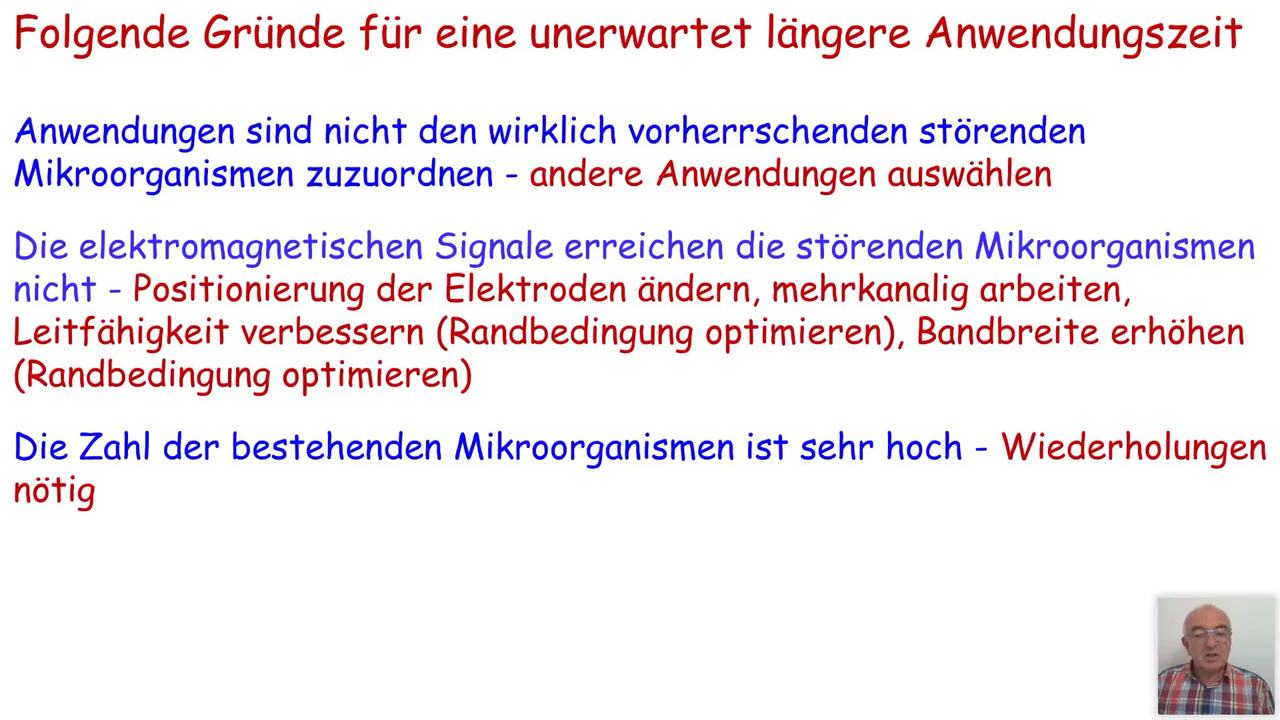 Folgende Gründe für eine unerwartet längere Anwendungszeit
Anwendungen sind nicht den wirklich vorherrschenden störenden
Mikroorganismen zuzuordnen - andere Anwendungen auswählen
Die elektromagnetischen Signale erreichen die störenden Mikroorganismen
nicht - Positionierung der Elektroden ändern, mehrkanalig arbeiten,
Leitfähigkeit verbessern (Randbedingung optimieren), Bandbreite erhöhen
(Randbedingung optimieren)
Die Zahl der bestehenden Mikroorganismen ist sehr hoch - Wiederholungen
nötig